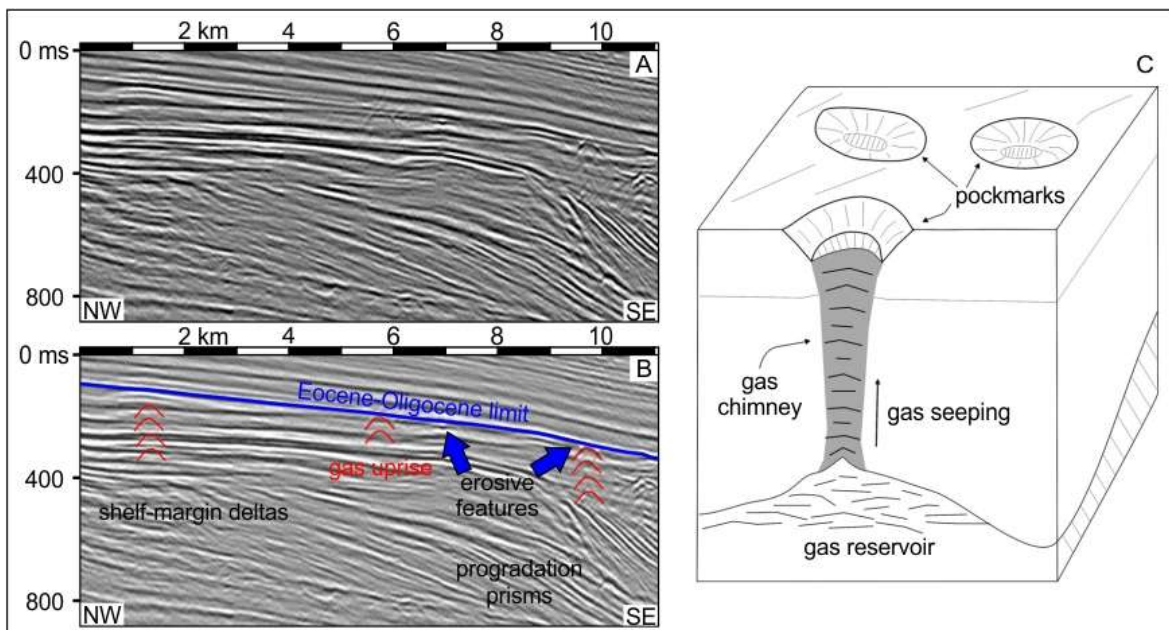 2 km 4 6 8 10
0 ms
A
400
800
NW
SE
2 km 4 6 8 10
0 ms
B
Eocene-Oligocene limit
gas uprise
erosive
features
400
shelf-margin deltas
progradation
prisms
800
NW
SE
C
pockmarks
gas
chimney
gas seeping
gas reservoir